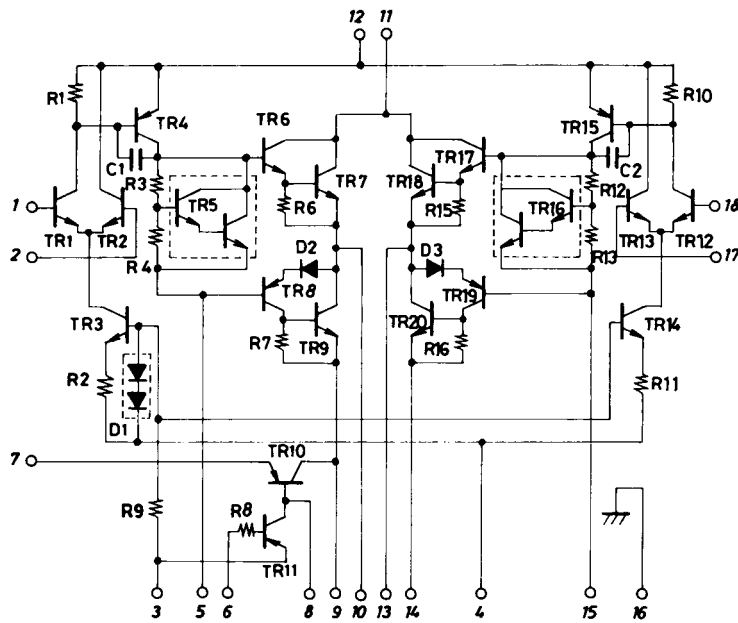 12 11
R1 TR4 TR6 TR15 R10
C1 TR17 C2
R3 TR7 TR18 R12
TR5 R6 R15 TR16
1 18
TR1 TR2 TR13 TR12
2 R4 D2 D3 R13 17
TR8 TR19
TR3 R7 TR9 TR20 R16 TR14
R2 R11
D1
7 TR10
R9 R8
TR11
3 5 6 8 9 10 13 14 4 15 16